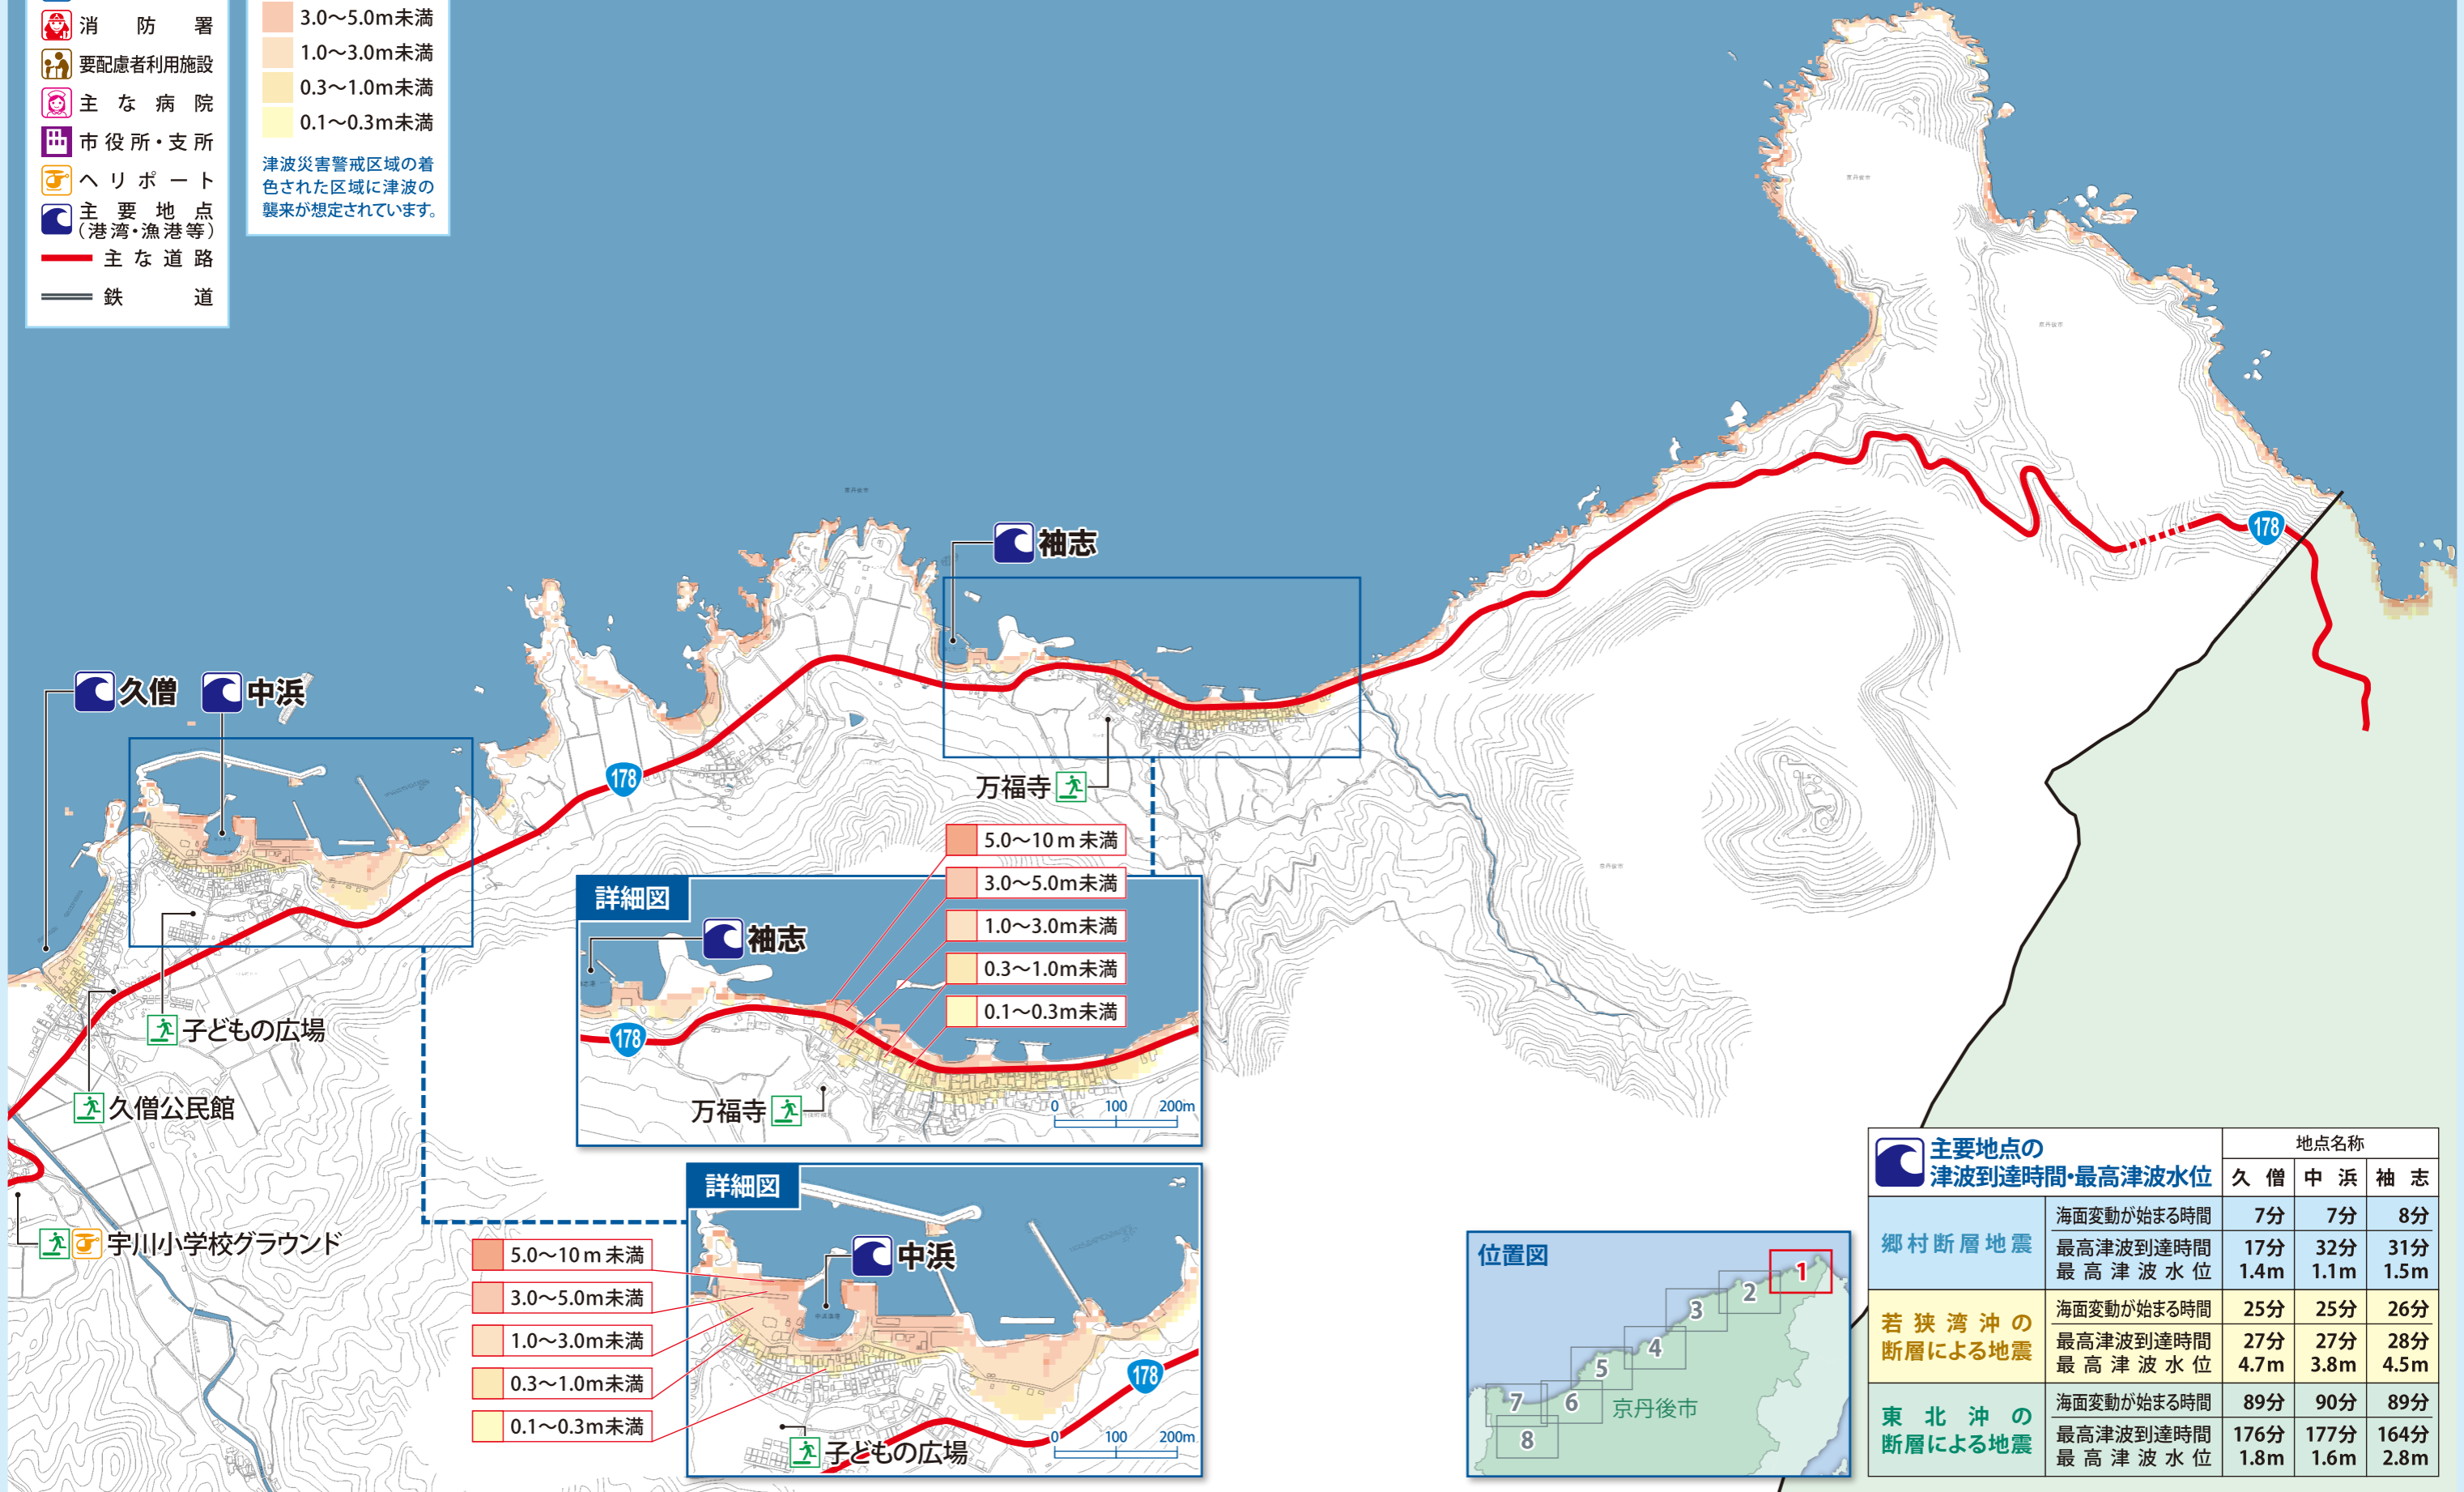 消防署
要配慮者利用施設
主な病院
市役所・支所
ヘリポート
主要地点
（港湾・漁港等）
主な道路
鉄道
3.0〜5.0m未満
1.0〜3.0m未満
0.3〜1.0m未満
0.1〜0.3m未満
津波災害警戒区域の着
色された区域に津波の
襲来が想定されています。
京丹後市
京丹後市
京丹後市
178
袖志
久僧
中浜
178
万福寺
京丹後市
5.0〜10m未満
3.0〜5.0m未満
1.0〜3.0m未満
0.3〜1.0m未満
0.1〜0.3m未満
詳細図
袖志
178
万福寺
0 100 200m
子どもの広場
久僧公民館
宇川小学校グラウンド
詳細図
中浜
178
子どもの広場
0 100 200m
5.0〜10m未満
3.0〜5.0m未満
1.0〜3.0m未満
0.3〜1.0m未満
0.1〜0.3m未満
位置図
1
2
3
4
5
6
7
8
京丹後市
主要地点の
津波到達時間・最高津波水位
地点名称
久僧 中浜 袖志
郷村断層地震
海面変動が始まる時間 7分 7分 8分
最高津波到達時間 17分 32分 31分
最高津波水位 1.4m 1.1m 1.5m
若狭湾沖の
断層による地震
海面変動が始まる時間 25分 25分 26分
最高津波到達時間 27分 27分 28分
最高津波水位 4.7m 3.8m 4.5m
東北沖の
断層による地震
海面変動が始まる時間 89分 90分 89分
最高津波到達時間 176分 177分 164分
最高津波水位 1.8m 1.6m 2.8m